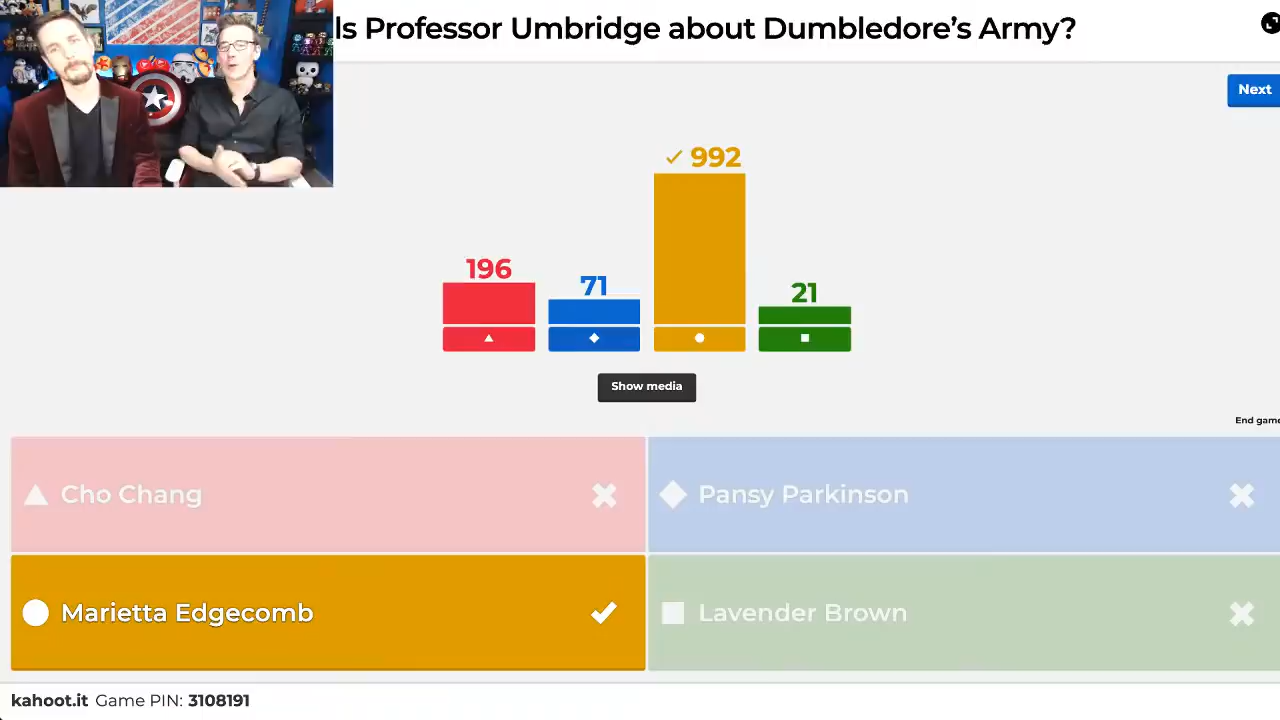 ls Professor Umbridge about Dumbledore’s Army?
Next
992
196
71
21
Show media
End game
Cho Chang
Pansy Parkinson
Marietta Edgecomb
Lavender Brown
kahoot.it Game PIN: 3108191